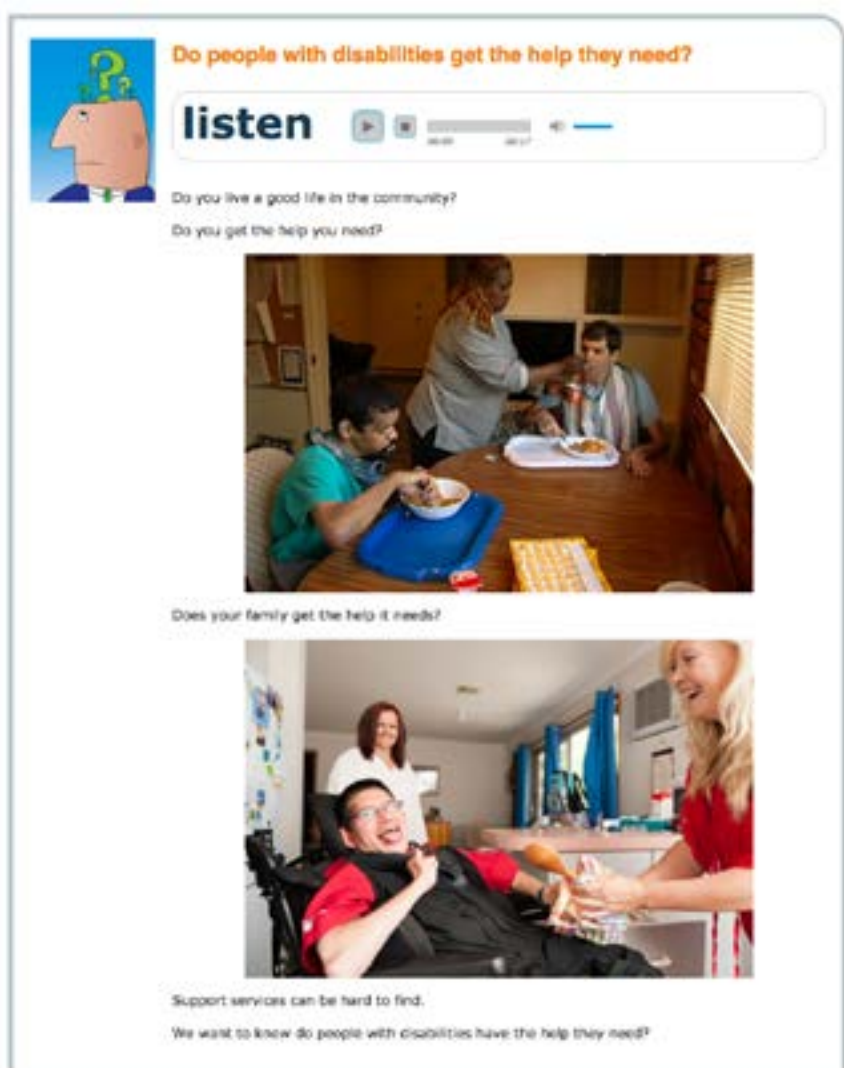 Do people with disabilities get the help they need?
listen
Do you live a good life in the community?
Do you get the help you need?
Does your family get the help it needs?
Support services can be hard to find.
We want to know do people with disabilities have the help they need?